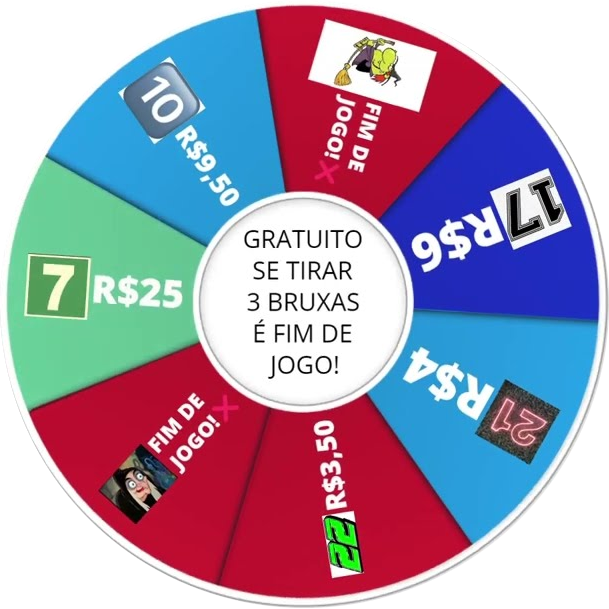 GRATUITO
SE TIRAR
3 BRUXAS
É FIM DE
JOGO!
FIM DE
JOGO! X
17 R$6
21 R$4
22 R$3,50
FIM DE
JOGO! X
7 R$25
10 R$9,50